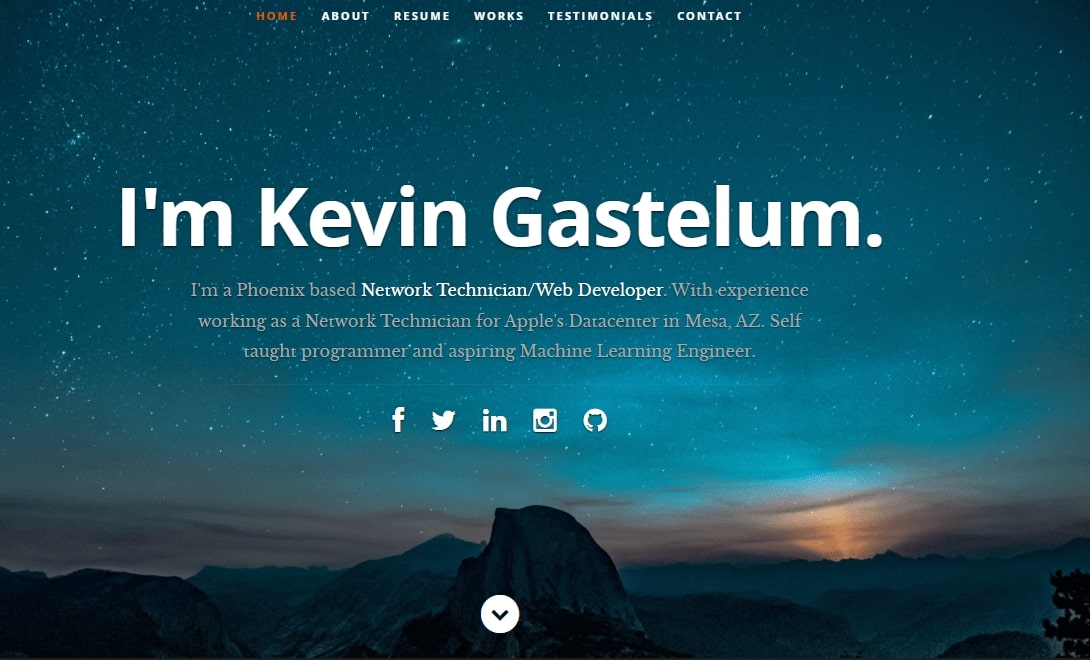 HOME ABOUT RESUME WORKS TESTIMONIALS CONTACT
I'm Kevin Gastelum.
I'm a Phoenix based Network Technician/Web Developer. With experience
working as a Network Technician for Apple's Datacenter in Mesa, AZ. Self
taught programmer and aspiring Machine Learning Engineer.